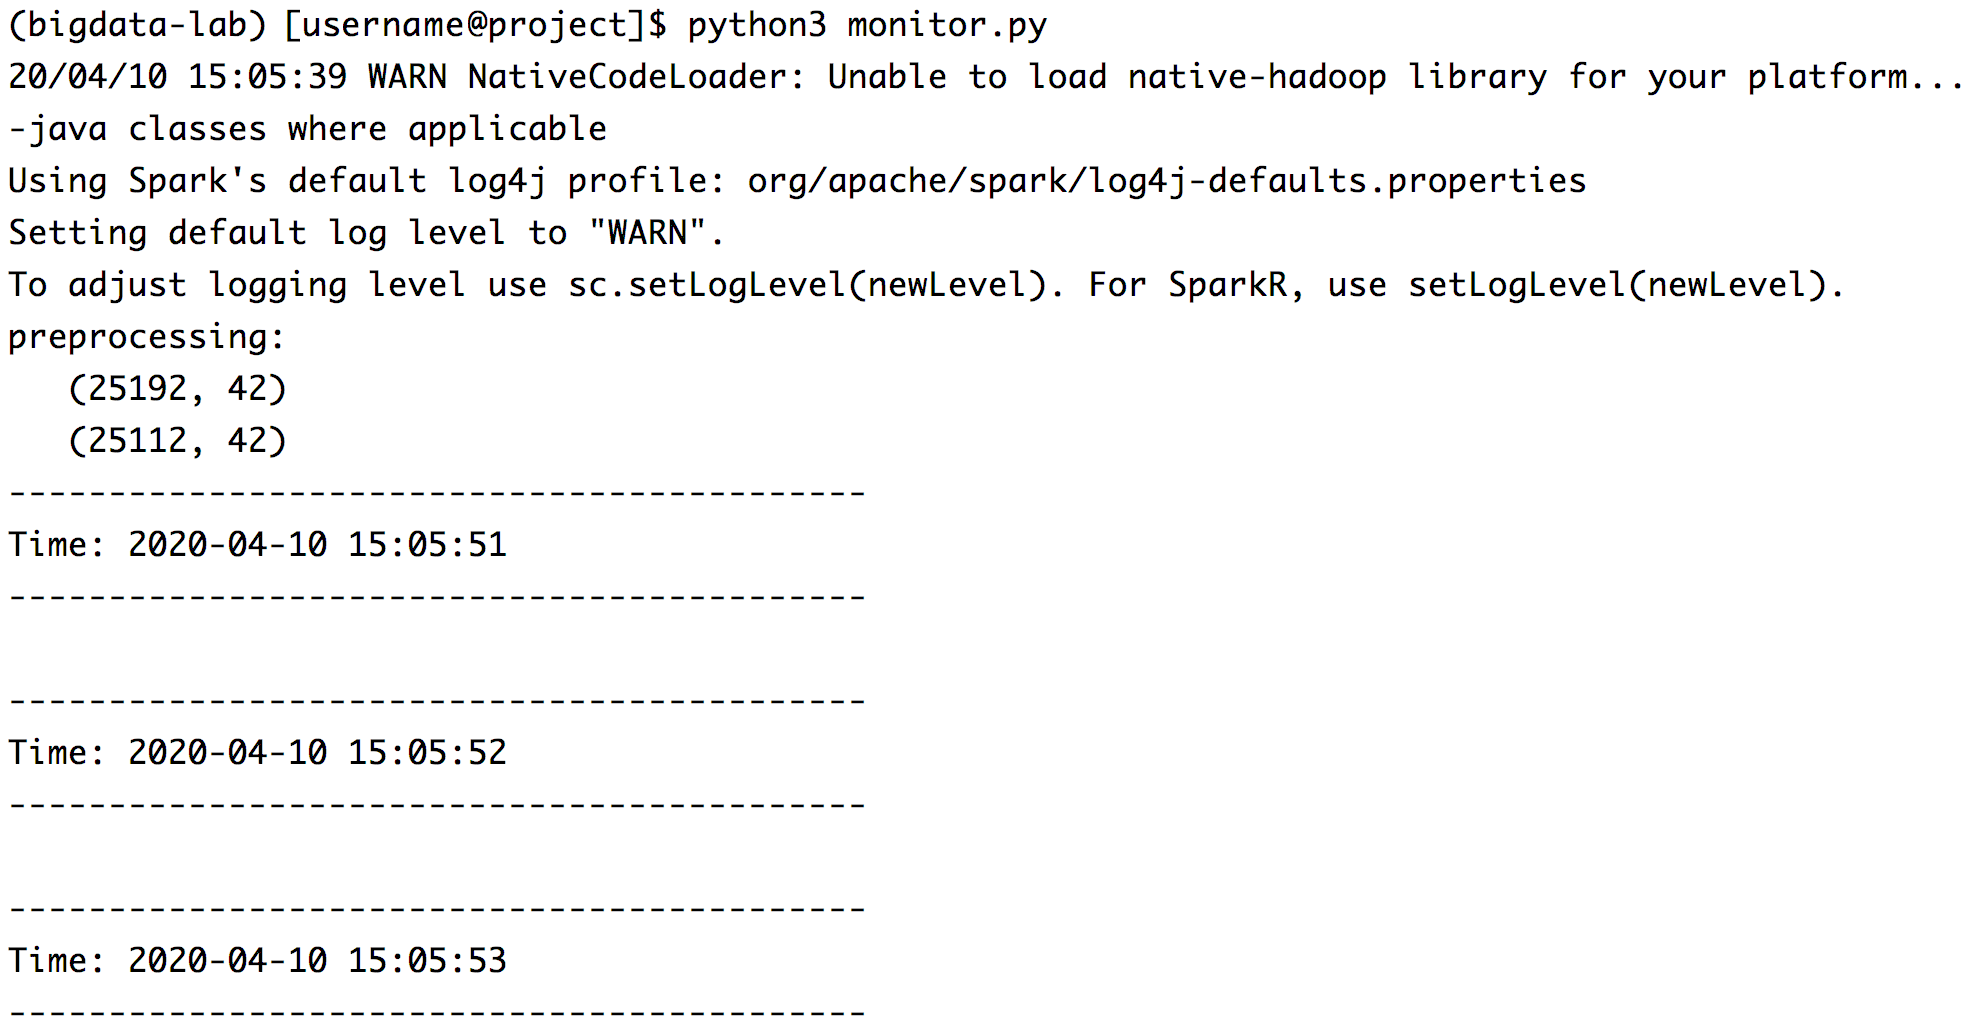 (bigdata-lab) [username@project]$ python3 monitor.py
20/04/10 15:05:39 WARN NativeCodeLoader: Unable to load native-hadoop library for your platform...
-java classes where applicable
Using Spark's default log4j profile: org/apache/spark/log4j-defaults.properties
Setting default log level to "WARN".
To adjust logging level use sc.setLogLevel(newLevel). For SparkR, use setLogLevel(newLevel).
preprocessing:
   (25192, 42)
   (25112, 42)
-------------------------------------------
Time: 2020-04-10 15:05:51
-------------------------------------------
-------------------------------------------
Time: 2020-04-10 15:05:52
-------------------------------------------
-------------------------------------------
Time: 2020-04-10 15:05:53
-------------------------------------------